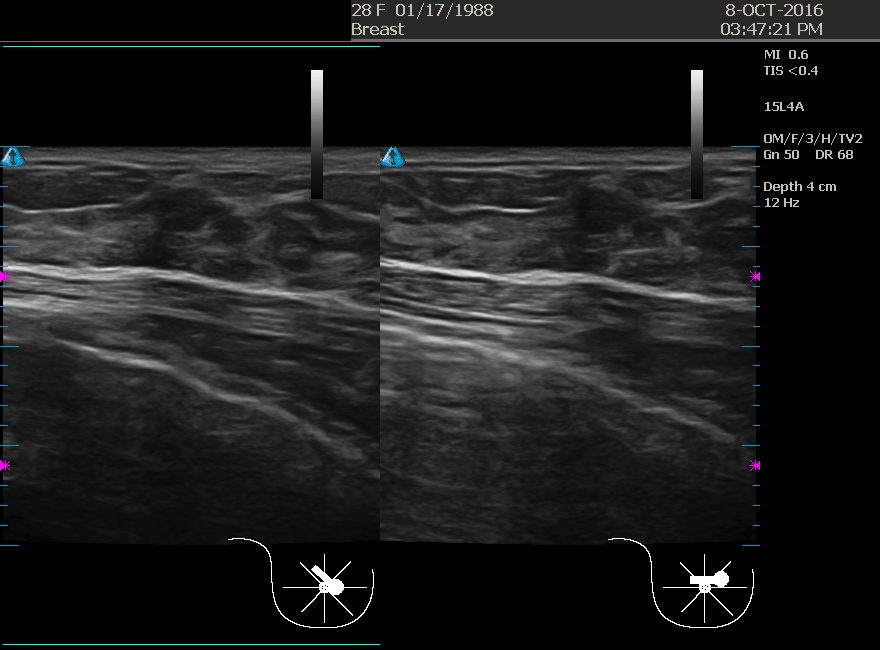 28 F 01/17/1988 8-OCT-2016
Breast 03:47:21 PM
MI 0.6
TIS <0.4
15L4A
OM/F/3/H/TV2
Gn 50 DR 68
Depth 4 cm
12 Hz